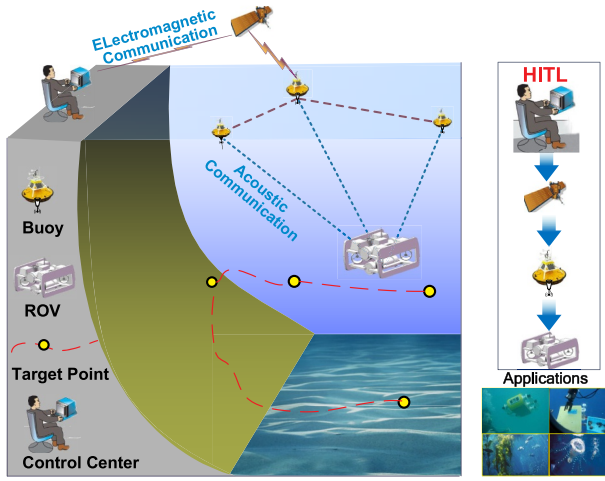 ELectromagnetic
Communication
HITL
Acoustic
Communication
Buoy
ROV
Target Point
Control Center
Applications